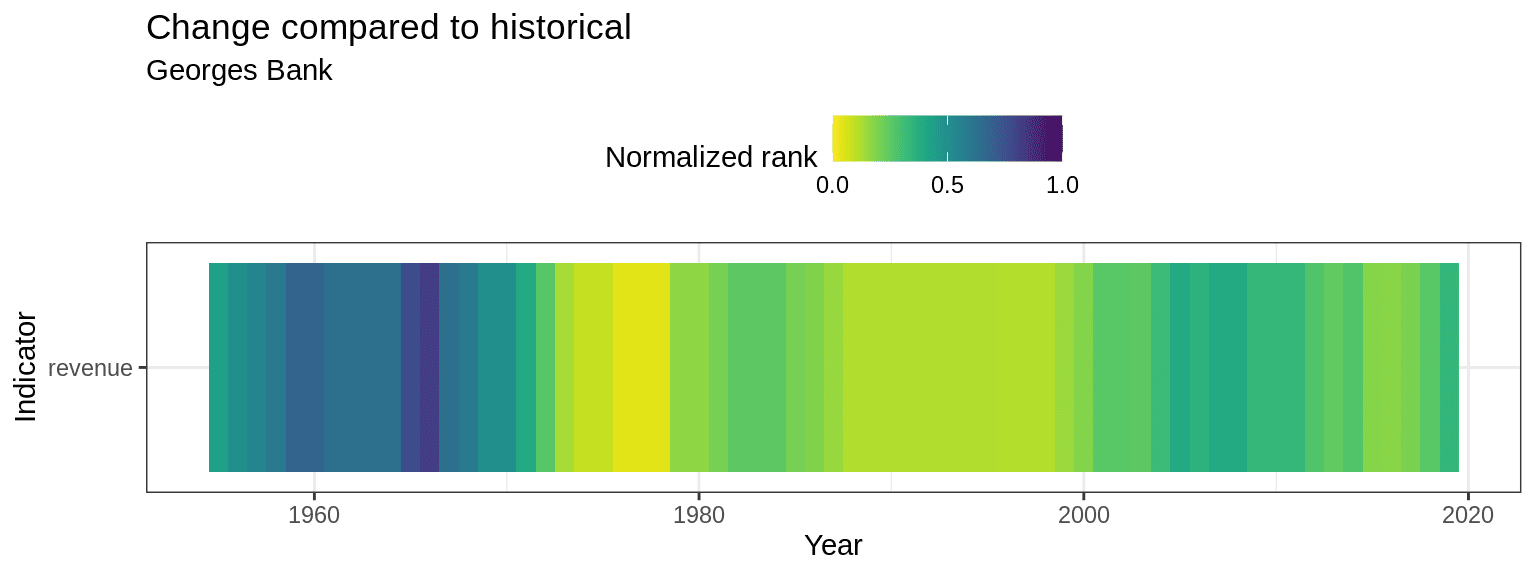 Change compared to historical
Georges Bank
Normalized rank
0.0 0.5 1.0
Indicator
revenue
1960 1980 2000 2020
Year